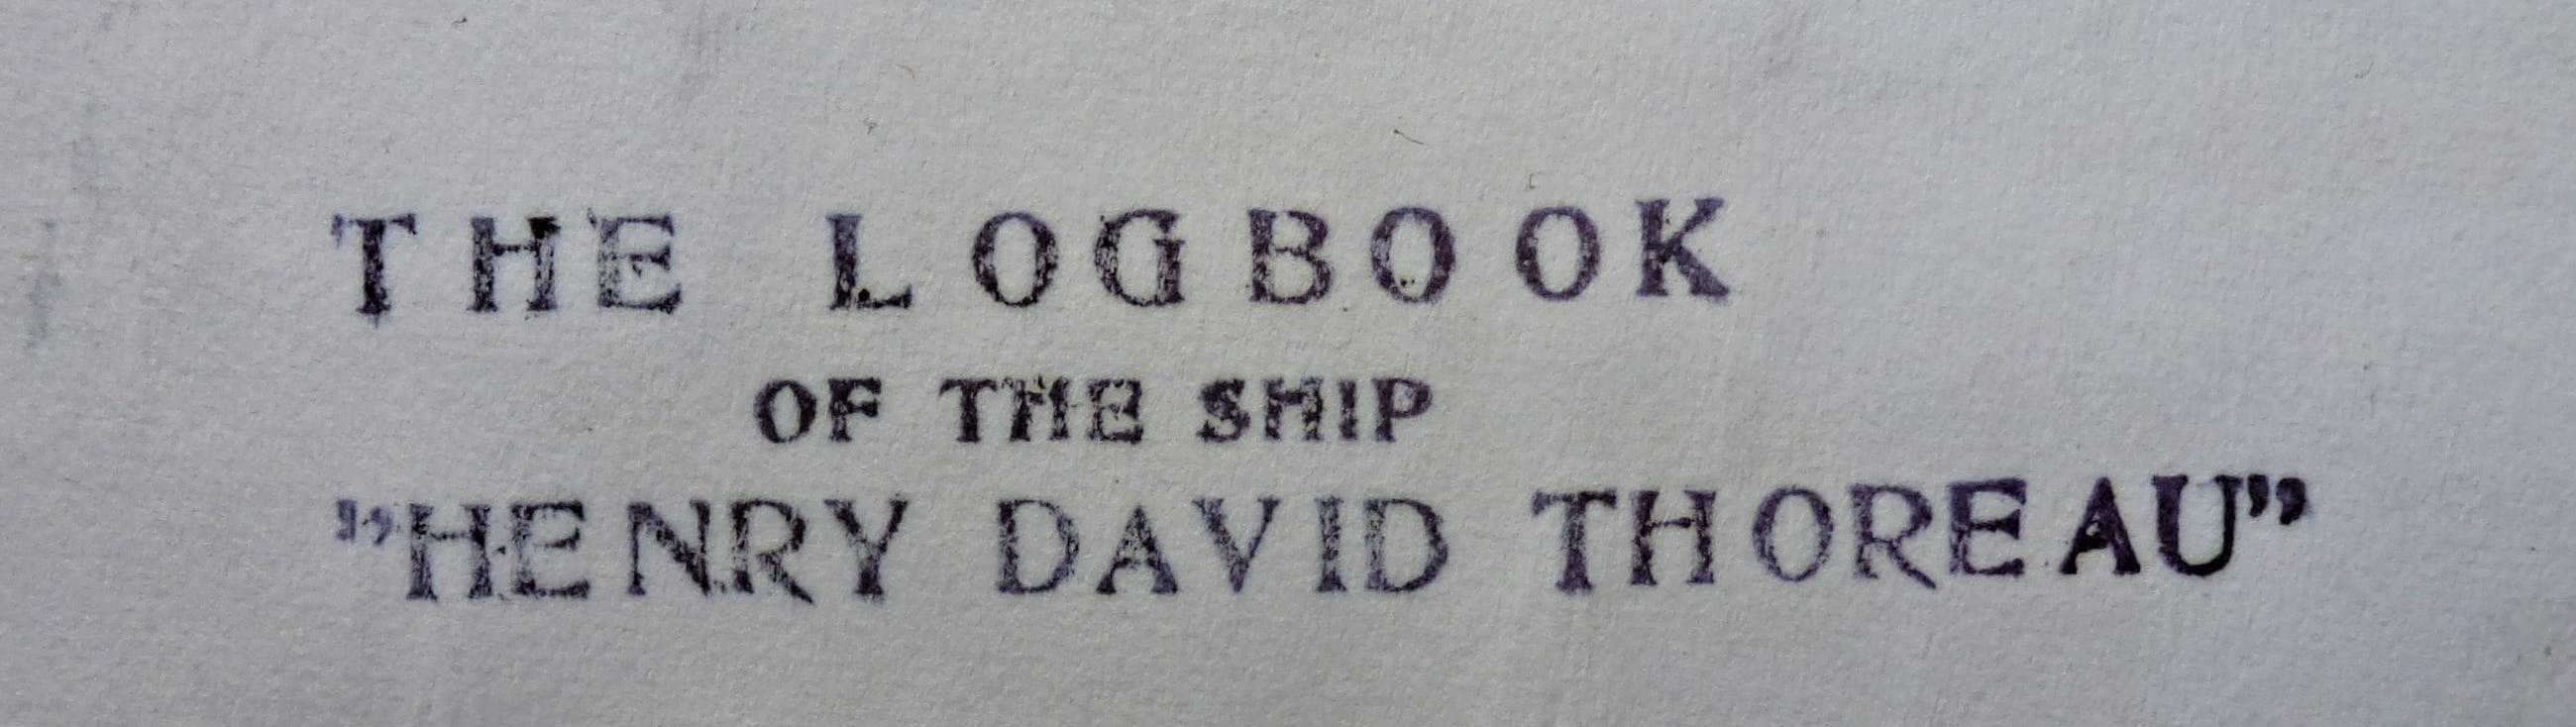 THE LOGBOOK
OF THE SHIP
”HENRY DAVID THOREAU”